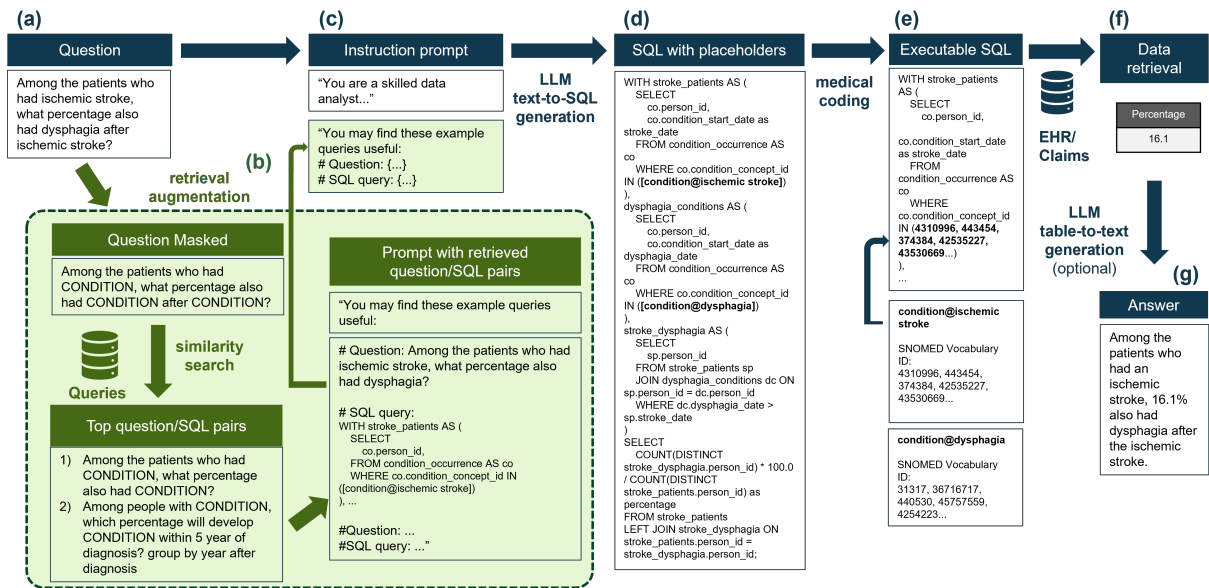 (a)
Question
Among the patients who
had ischemic stroke,
what percentage also
had dysphagia after
ischemic stroke?
(b)
retrieval
augmentation
Question Masked
Among the patients who had
CONDITION, what percentage also
had CONDITION after CONDITION?
Queries
similarity
search
Top question/SQL pairs
1) Among the patients who had
CONDITION, what percentage
also had CONDITION?
2) Among people with CONDITION,
which percentage will develop
CONDITION within 5 year of
diagnosis? group by year after
diagnosis
Prompt with retrieved
question/SQL pairs
“You may find these example queries
useful:
# Question: Among the patients who had
ischemic stroke, what percentage also
had dysphagia?
# SQL query:
WITH stroke_patients AS (
SELECT
co.person_id,
FROM condition_occurrence AS co
WHERE co.condition_concept_id IN
([condition@ischemic stroke])
), ...
#Question: ...
#SQL query: ...”
(c)
Instruction prompt
“You are a skilled data
analyst...”
“You may find these example
queries useful:
# Question: {...}
# SQL query: {...}
LLM
text-to-SQL
generation
(d)
SQL with placeholders
WITH stroke_patients AS (
SELECT
co.person_id,
co.condition_start_date as
stroke_date
FROM condition_occurrence AS
co
WHERE co.condition_concept_id
IN ([condition@ischemic stroke])
),
dysphagia_conditions AS (
SELECT
co.person_id,
co.condition_start_date as
dysphagia_date
FROM condition_occurrence AS
co
WHERE co.condition_concept_id
IN ([condition@dysphagia])
),
stroke_dysphagia AS (
SELECT
sp.person_id
FROM stroke_patients sp
JOIN dysphagia_conditions dc ON
sp.person_id = dc.person_id
WHERE dc.dysphagia_date >
sp.stroke_date
)
SELECT
COUNT(DISTINCT
stroke_dysphagia.person_id) * 100.0
/ COUNT(DISTINCT
stroke_patients.person_id) as
percentage
FROM stroke_patients
LEFT JOIN stroke_dysphagia ON
stroke_patients.person_id =
stroke_dysphagia.person_id;
medical
coding
(e)
Executable SQL
WITH stroke_patients
AS (
SELECT
co.person_id,
co.condition_start_date
as stroke_date
FROM
condition_occurrence
AS co
WHERE
co.condition_concept_id
IN (4310996, 443454,
374384, 42535227,
43530669...)
),
...
condition@ischemic
stroke
SNOMED Vocabulary
ID:
4310996, 443454,
374384, 42535227,
43530669...
condition@dysphagia
SNOMED Vocabulary
ID:
31317, 36716717,
440530, 45757559,
4254223...
EHR/
Claims
(f)
Data
retrieval
Percentage
16.1
LLM
table-to-text
generation
(optional)
(g)
Answer
Among the
patients who
had an
ischemic
stroke, 16.1%
also had
dysphagia after
the ischemic
stroke.